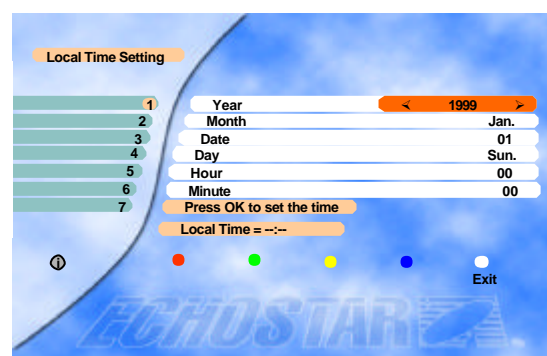 Local Time Setting
1 Year < 1999 >
2 Month Jan.
3 Date 01
4 Day Sun.
5 Hour 00
6 Minute 00
7 Press OK to set the time
Local Time = --:--
i
Exit
ECHOSTAR